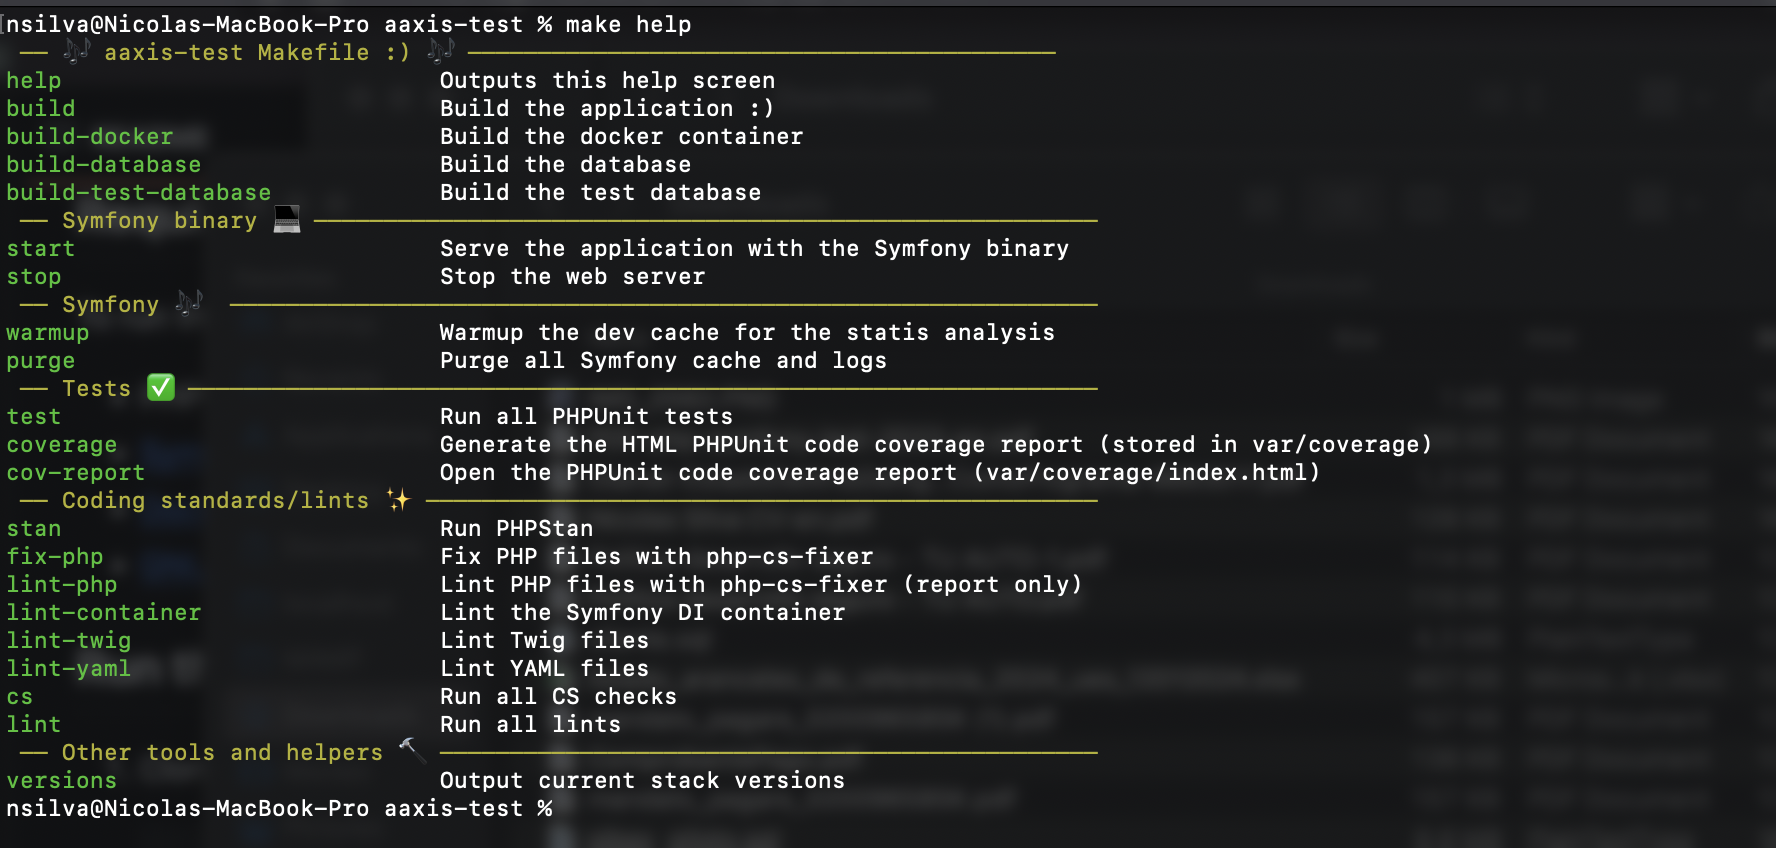 nsilva@Nicolas-MacBook-Pro aaxis-test % make help
── 🎶 aaxis-test Makefile :) 🎶 ──────────────────────────────────────────
help Outputs this help screen
build Build the application :)
build-docker Build the docker container
build-database Build the database
build-test-database Build the test database
── Symfony binary 💻 ────────────────────────────────────────────────────────
start Serve the application with the Symfony binary
stop Stop the web server
── Symfony 🎶 ──────────────────────────────────────────────────────────────
warmup Warmup the dev cache for the statis analysis
purge Purge all Symfony cache and logs
── Tests ✅ ─────────────────────────────────────────────────────────────────
test Run all PHPUnit tests
coverage Generate the HTML PHPUnit code coverage report (stored in var/coverage)
cov-report Open the PHPUnit code coverage report (var/coverage/index.html)
── Coding standards/lints ✨ ────────────────────────────────────────────────
stan Run PHPStan
fix-php Fix PHP files with php-cs-fixer
lint-php Lint PHP files with php-cs-fixer (report only)
lint-container Lint the Symfony DI container
lint-twig Lint Twig files
lint-yaml Lint YAML files
cs Run all CS checks
lint Run all lints
── Other tools and helpers 🔨 ───────────────────────────────────────────────
versions Output current stack versions
nsilva@Nicolas-MacBook-Pro aaxis-test %